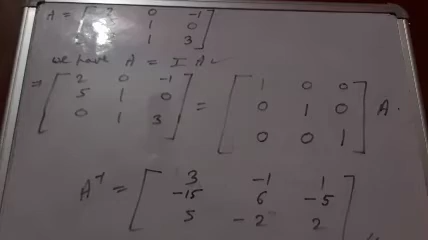 A = [ 2 0 -1
1 0
1 3 ]
we have A = I A
= [ 2 0 -1
5 1 0
0 1 3 ] = [ 1 0 0
0 1 0
0 0 1 ] A.
A⁻¹ = [ 3 -1 1
-15 6 -5
5 -2 2 ]